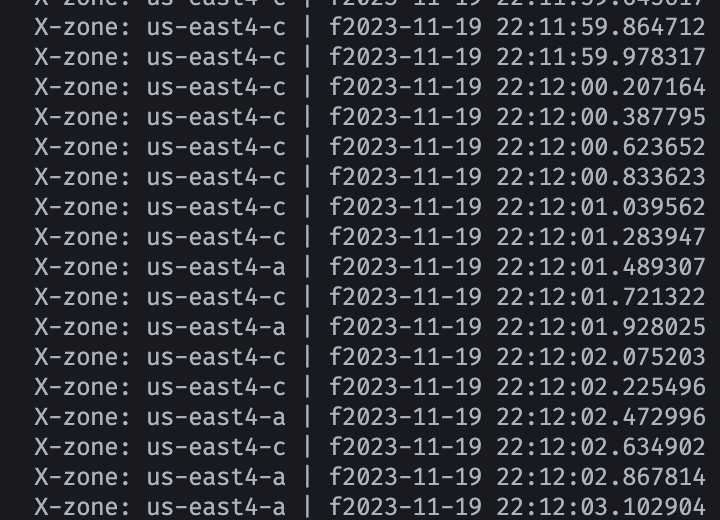 X-zone: us-east4-c | f2023-11-19 22:11:59.643617
X-zone: us-east4-c | f2023-11-19 22:11:59.864712
X-zone: us-east4-c | f2023-11-19 22:11:59.978317
X-zone: us-east4-c | f2023-11-19 22:12:00.207164
X-zone: us-east4-c | f2023-11-19 22:12:00.387795
X-zone: us-east4-c | f2023-11-19 22:12:00.623652
X-zone: us-east4-c | f2023-11-19 22:12:00.833623
X-zone: us-east4-c | f2023-11-19 22:12:01.039562
X-zone: us-east4-c | f2023-11-19 22:12:01.283947
X-zone: us-east4-a | f2023-11-19 22:12:01.489307
X-zone: us-east4-c | f2023-11-19 22:12:01.721322
X-zone: us-east4-a | f2023-11-19 22:12:01.928025
X-zone: us-east4-c | f2023-11-19 22:12:02.075203
X-zone: us-east4-c | f2023-11-19 22:12:02.225496
X-zone: us-east4-a | f2023-11-19 22:12:02.472996
X-zone: us-east4-c | f2023-11-19 22:12:02.634902
X-zone: us-east4-a | f2023-11-19 22:12:02.867814
X-zone: us-east4-a | f2023-11-19 22:12:03.102904